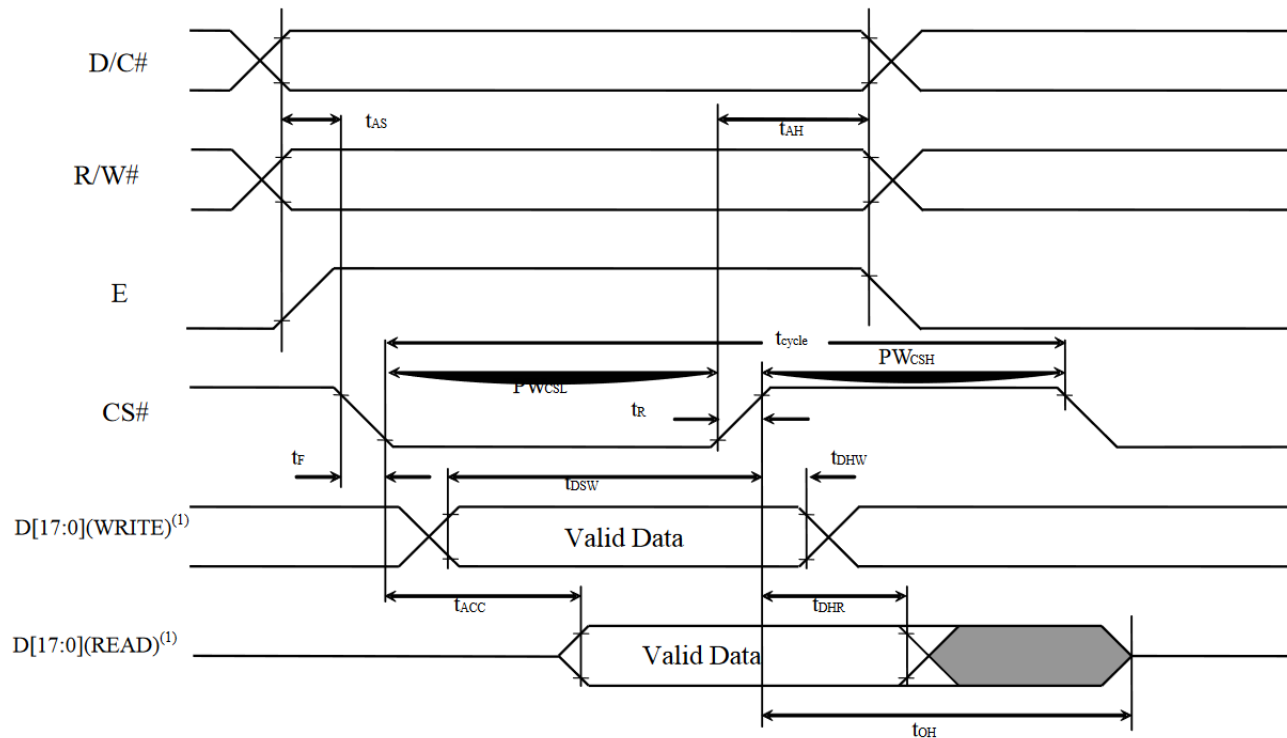 D/C#
tAS
tAH
R/W#
E
tcycle
PWCSH
PWCSL
CS#
tR
tF
tDSW
tDHW
D[17:0](WRITE)(1)
Valid Data
tACC
tDHR
D[17:0](READ)(1)
Valid Data
tOH